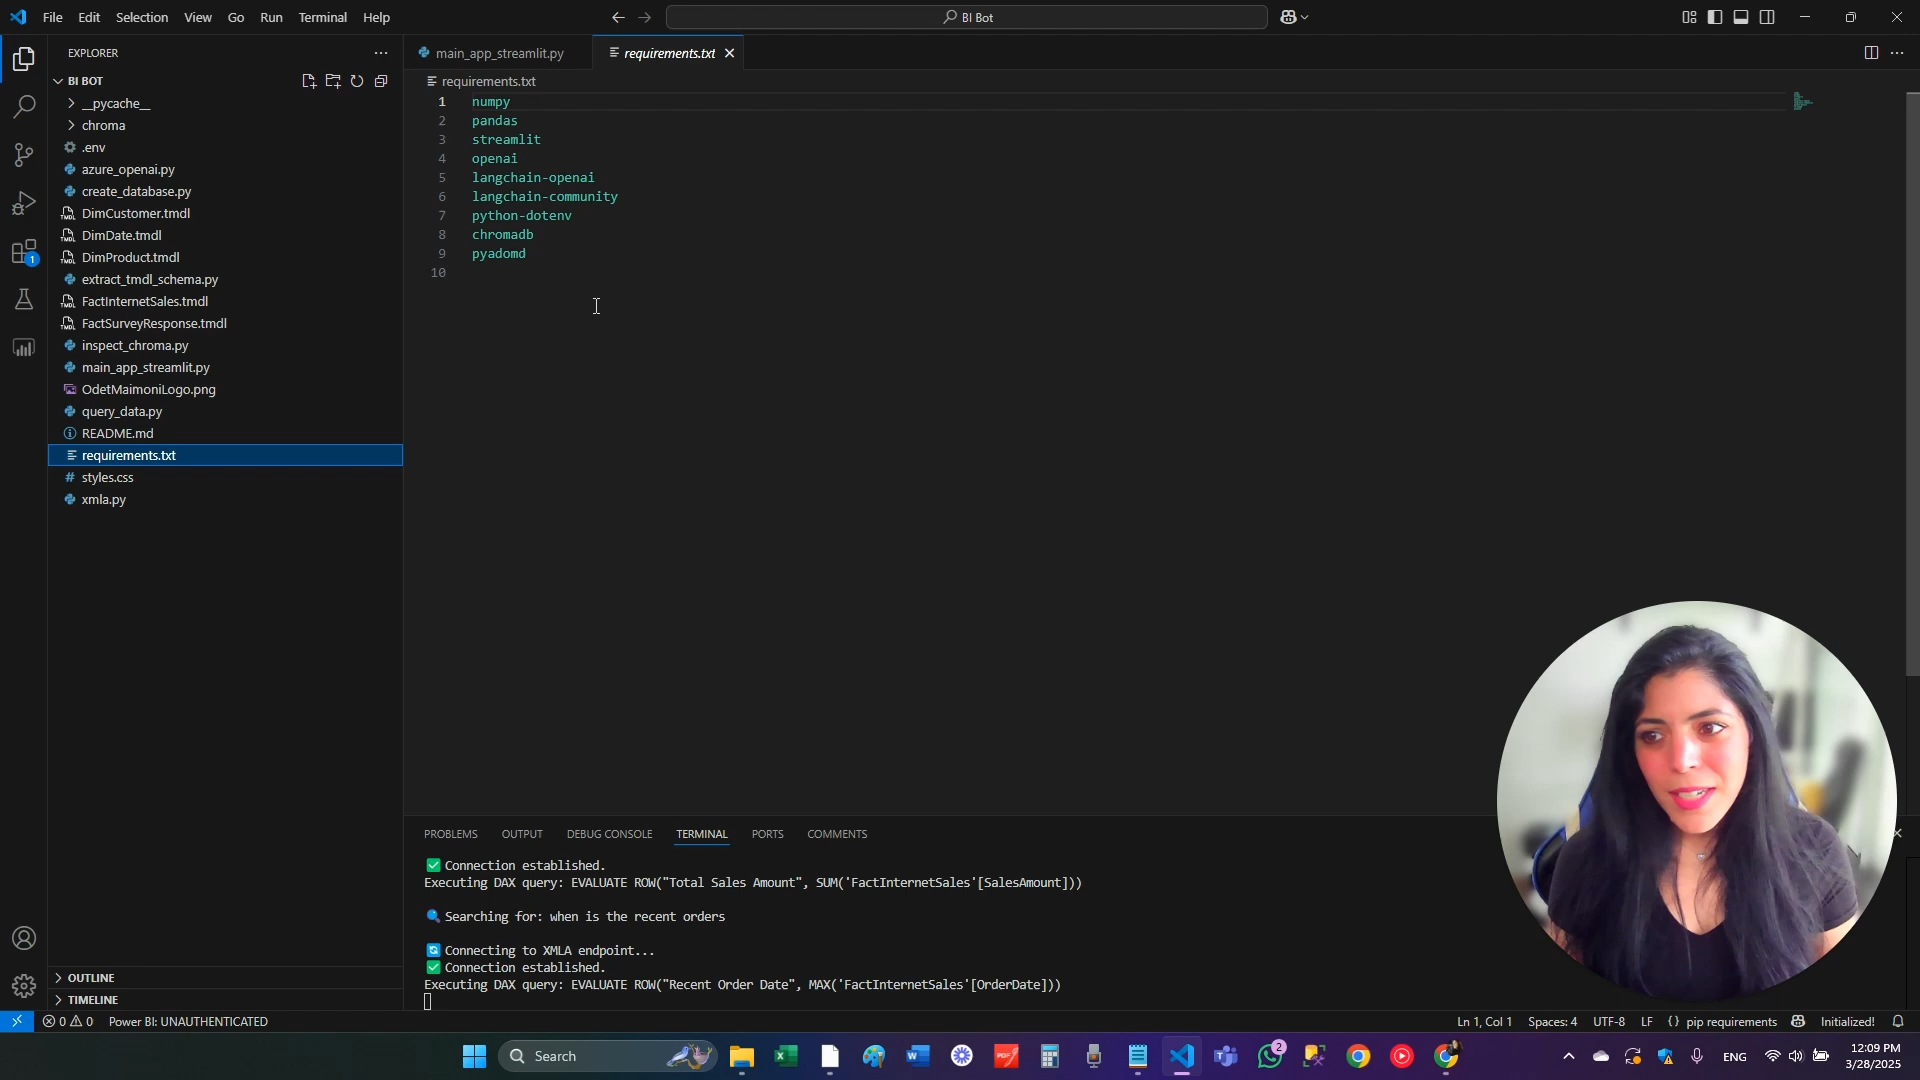 File Edit Selection View Go Run Terminal Help
BI Bot
EXPLORER
main_app_streamlit.py
requirements.txt
BI BOT
requirements.txt
__pycache__
chroma
.env
azure_openai.py
create_database.py
DimCustomer.tmdl
DimDate.tmdl
DimProduct.tmdl
extract_tmdl_schema.py
FactInternetSales.tmdl
FactSurveyResponse.tmdl
inspect_chroma.py
main_app_streamlit.py
OdetMaimoniLogo.png
query_data.py
README.md
requirements.txt
styles.css
xmla.py
OUTLINE
TIMELINE
1
1 numpy
2 pandas
3 streamlit
4 openai
5 langchain-openai
6 langchain-community
7 python-dotenv
8 chromadb
9 pyadomd
10
PROBLEMS OUTPUT DEBUG CONSOLE TERMINAL PORTS COMMENTS
Connection established.
Executing DAX query: EVALUATE ROW("Total Sales Amount", SUM('FactInternetSales'[SalesAmount]))
Searching for: when is the recent orders
Connecting to XMLA endpoint...
Connection established.
Executing DAX query: EVALUATE ROW("Recent Order Date", MAX('FactInternetSales'[OrderDate]))
0 0 Power BI: UNAUTHENTICATED
Ln 1, Col 1 Spaces: 4 UTF-8 LF {} pip requirements Initialized!
Search
2
ENG
12:09 PM
3/28/2025